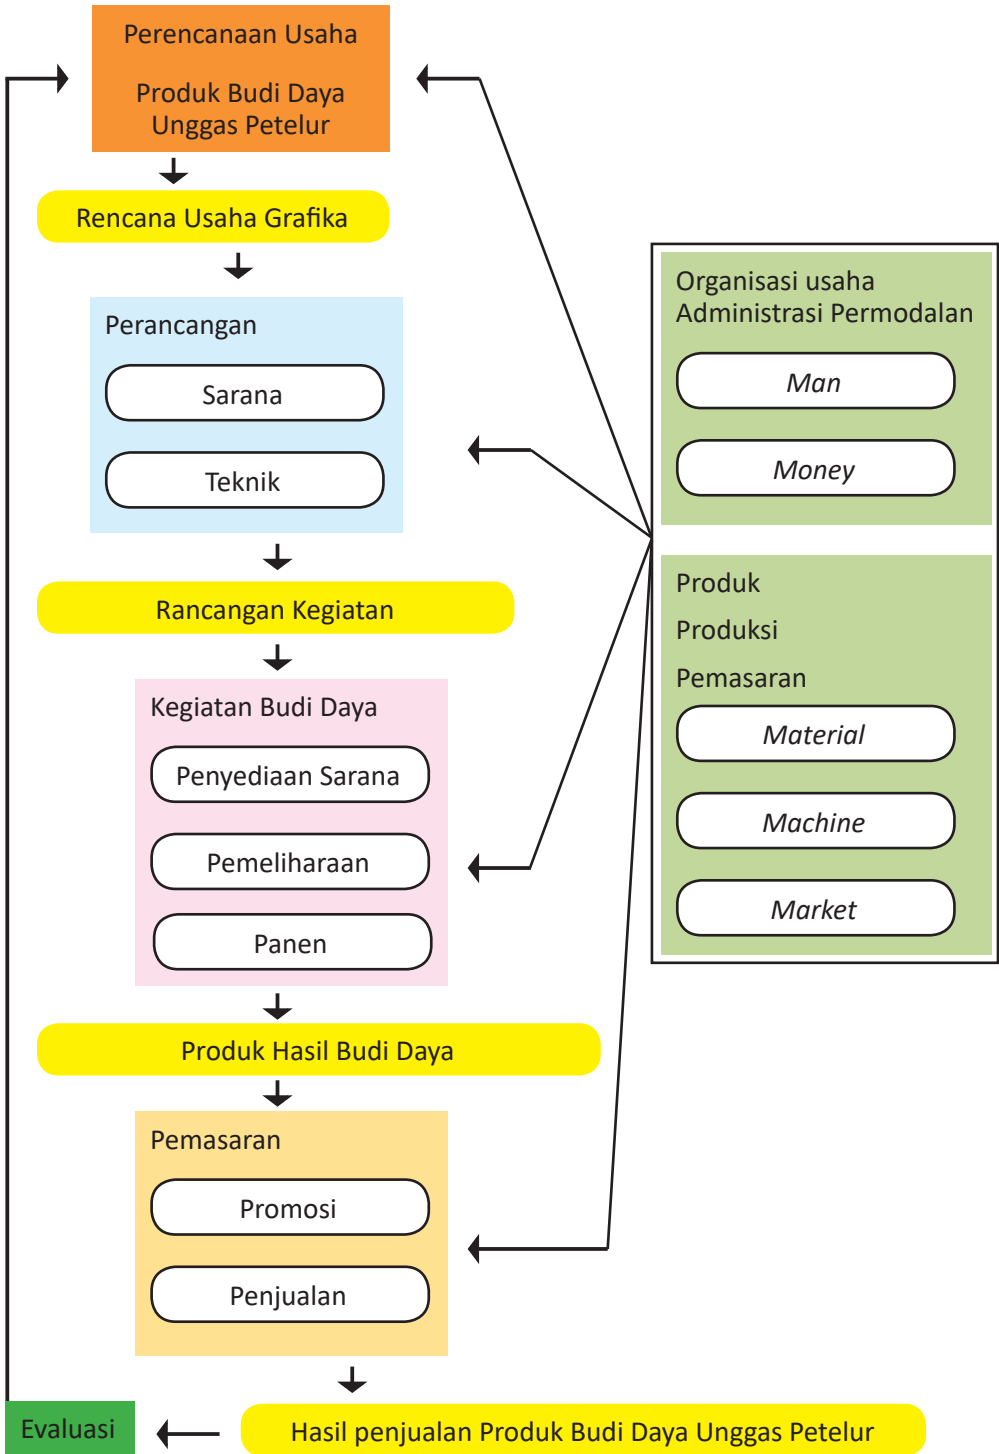 Perencanaan Usaha
Produk Budi Daya
Unggas Petelur
Rencana Usaha Grafika
Perancangan
Sarana
Teknik
Rancangan Kegiatan
Kegiatan Budi Daya
Penyediaan Sarana
Pemeliharaan
Panen
Produk Hasil Budi Daya
Pemasaran
Promosi
Penjualan
Hasil penjualan Produk Budi Daya Unggas Petelur
Evaluasi
Organisasi usaha
Administrasi Permodalan
Man
Money
Produk
Produksi
Pemasaran
Material
Machine
Market